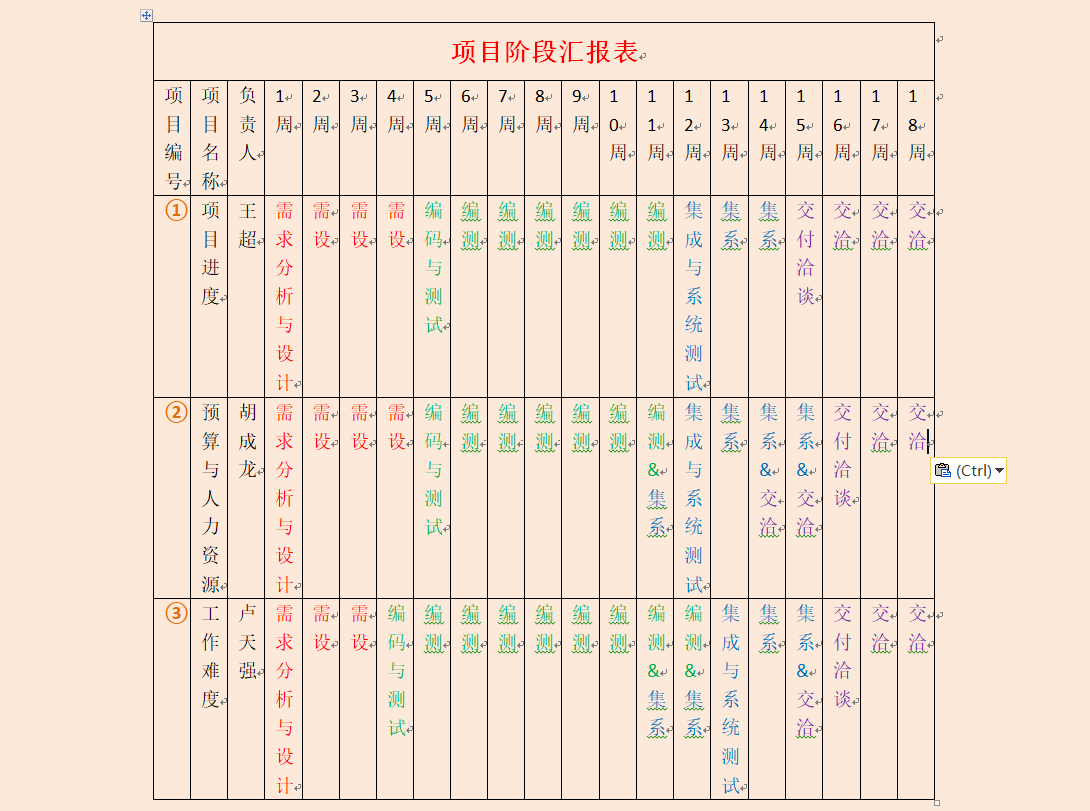 项目阶段汇报表
项目编号 项目名称 负责人 1周 2周 3周 4周 5周 6周 7周 8周 9周 10周 11周 12周 13周 14周 15周 16周 17周 18周
① 项目进度 王超 需求分析与设计 需设 需设 需设 编码与测试 编测 编测 编测 编测 编测 编测 集成与系统测试 集系 集系 交付洽谈 交洽 交洽 交洽
② 预算与人力资源 胡成龙 需求分析与设计 需设 需设 需设 编码与测试 编测 编测 编测 编测 编测 编测&集系 集成与系统测试 集系 集系&交洽 集系&交洽 交付洽谈 交洽 交洽
(Ctrl)
③ 工作难度 卢天强 需求分析与设计 需设 需设 编码与测试 编测 编测 编测 编测 编测 编测 编测&集系 编测&集系 集成与系统测试 集系 集系&交洽 交付洽谈 交洽 交洽